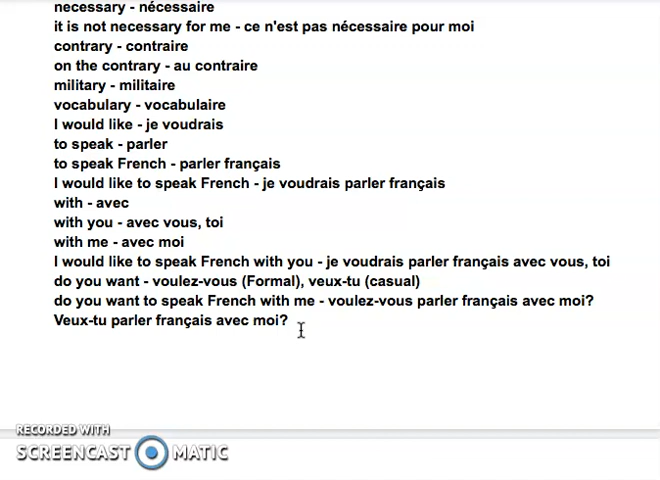 necessary - nécessaire
it is not necessary for me - ce n'est pas nécessaire pour moi
contrary - contraire
on the contrary - au contraire
military - militaire
vocabulary - vocabulaire
I would like - je voudrais
to speak - parler
to speak French - parler français
I would like to speak French - je voudrais parler français
with - avec
with you - avec vous, toi
with me - avec moi
I would like to speak French with you - je voudrais parler français avec vous, toi
do you want - voulez-vous (Formal), veux-tu (casual)
do you want to speak French with me - voulez-vous parler français avec moi?
Veux-tu parler français avec moi?
RECORDED WITH
SCREENCAST MATIC